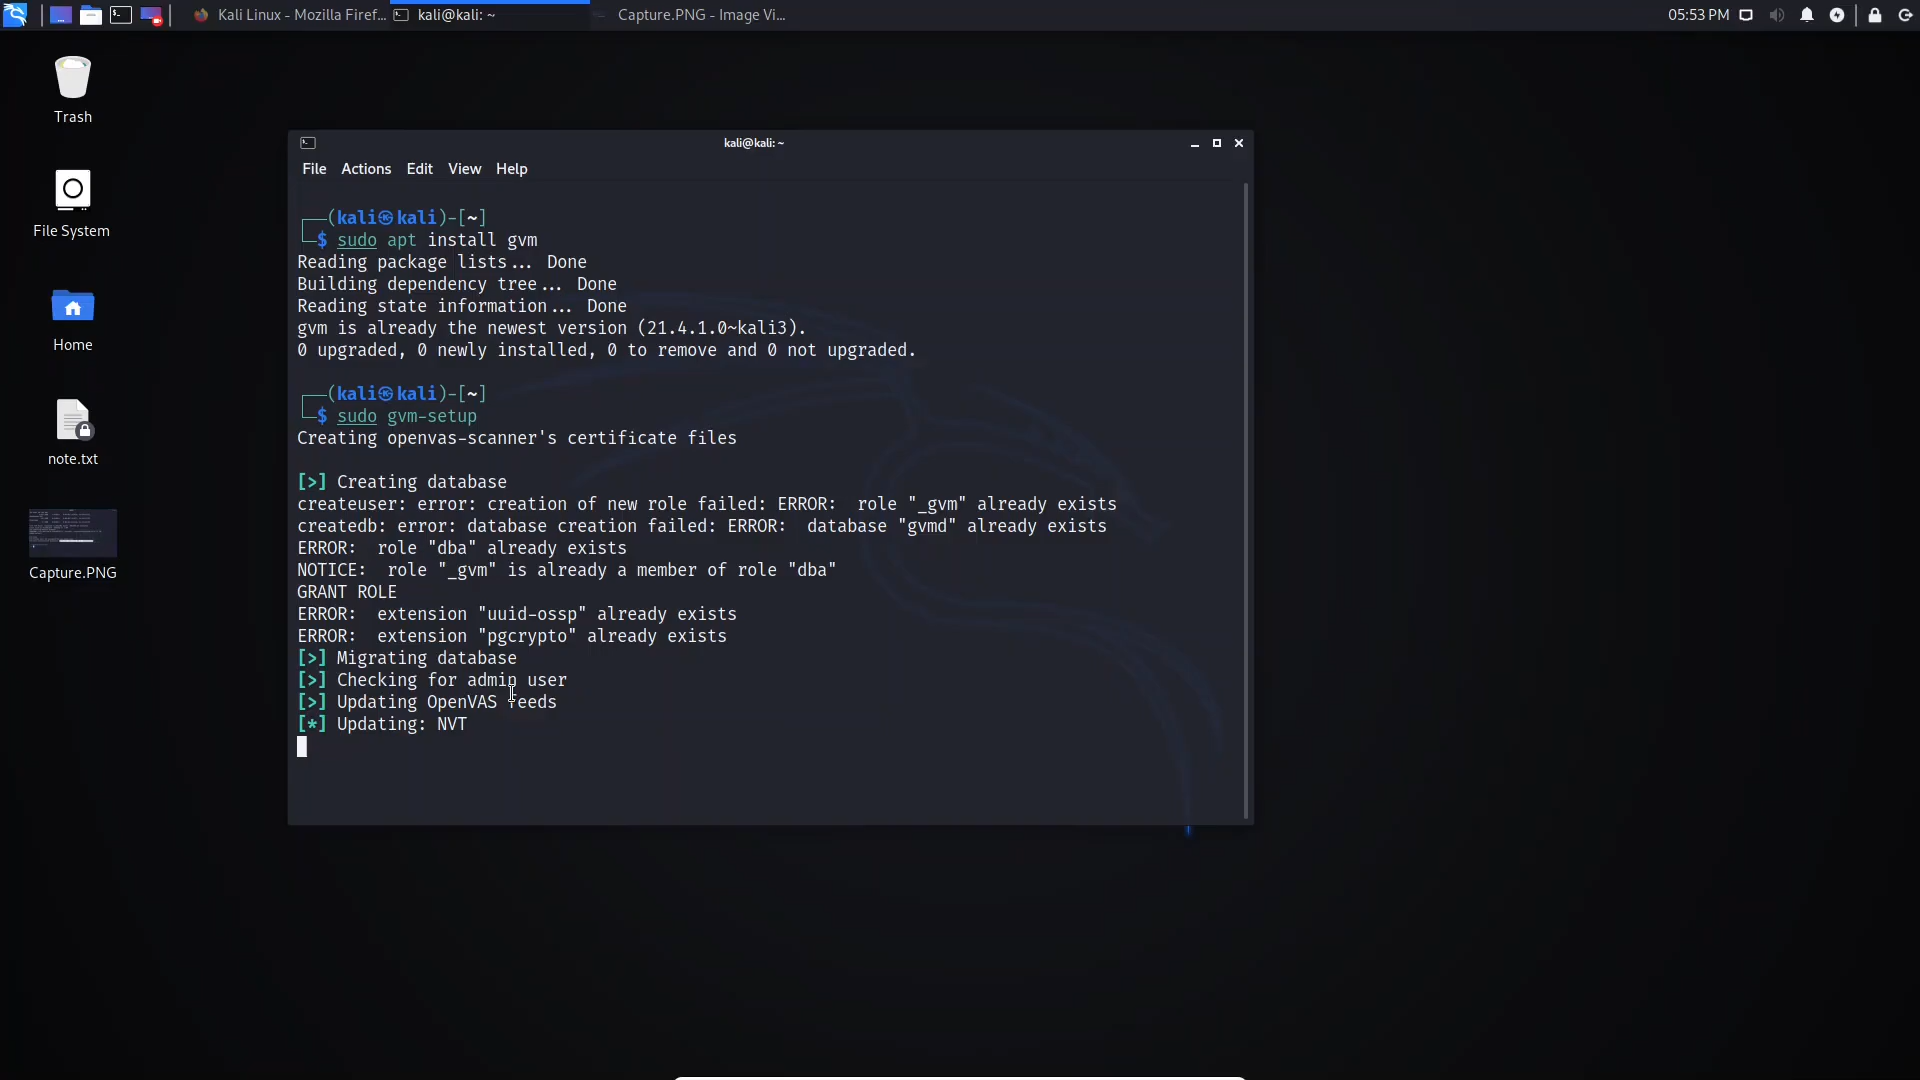 Kali Linux - Mozilla Firef...
kali@kali: ~
Capture.PNG - Image Vi...
05:53 PM
Trash
File System
Home
note.txt
Capture.PNG
kali@kali: ~
File Actions Edit View Help
┌──(kali㉿kali)-[~]
└─$ sudo apt install gvm
Reading package lists... Done
Building dependency tree... Done
Reading state information... Done
gvm is already the newest version (21.4.1.0~kali3).
0 upgraded, 0 newly installed, 0 to remove and 0 not upgraded.
┌──(kali㉿kali)-[~]
└─$ sudo gvm-setup
Creating openvas-scanner's certificate files
[>] Creating database
createuser: error: creation of new role failed: ERROR:  role "_gvm" already exists
createdb: error: database creation failed: ERROR:  database "gvmd" already exists
ERROR:  role "dba" already exists
NOTICE:  role "_gvm" is already a member of role "dba"
GRANT ROLE
ERROR:  extension "uuid-ossp" already exists
ERROR:  extension "pgcrypto" already exists
[>] Migrating database
[>] Checking for admin user
[>] Updating OpenVAS feeds
[*] Updating: NVT